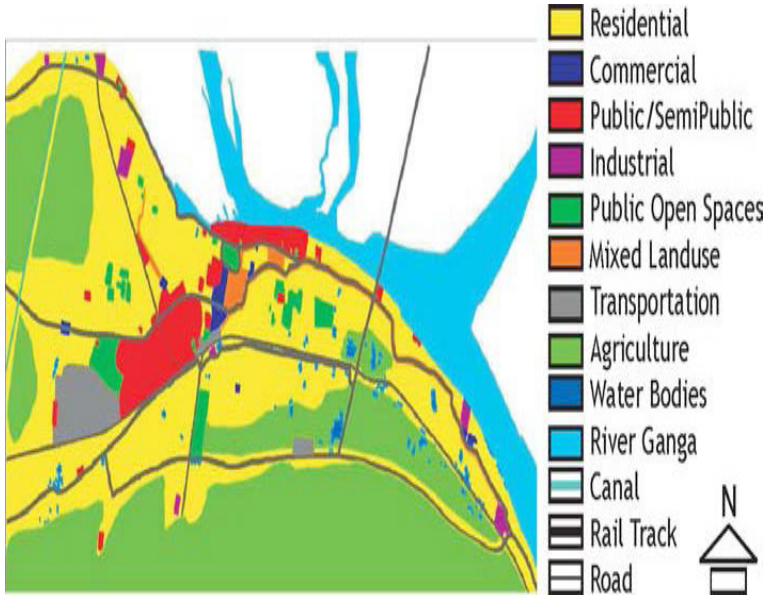 Residential
Commercial
Public/SemiPublic
Industrial
Public Open Spaces
Mixed Landuse
Transportation
Agriculture
Water Bodies
River Ganga
Canal
Rail Track
Road
N